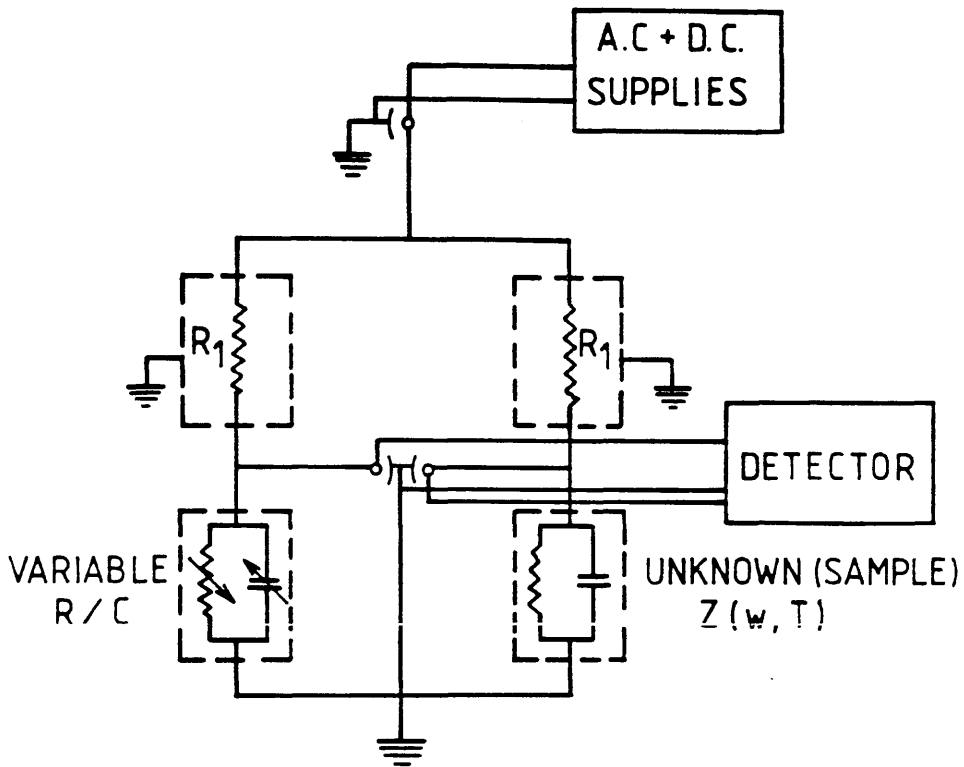 A.C + D.C.
SUPPLIES
R1
R1
DETECTOR
VARIABLE
R/C
UNKNOWN (SAMPLE)
Z(w,T)